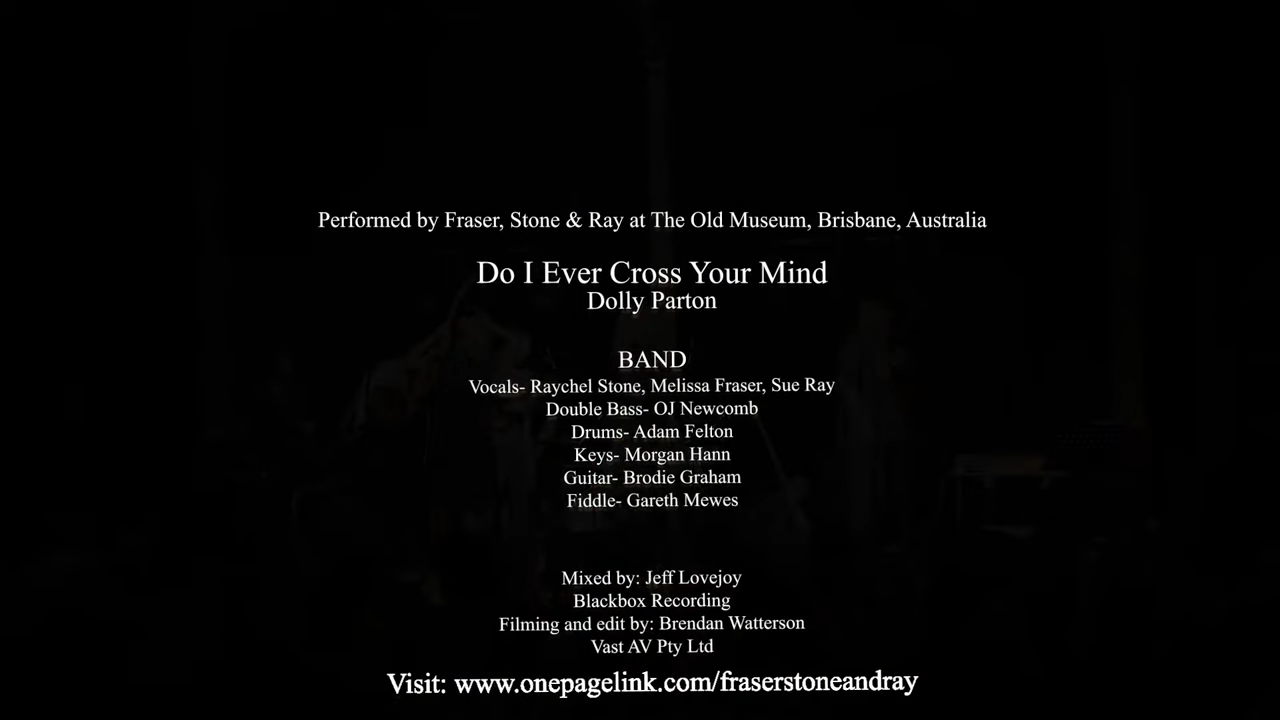 Performed by Fraser, Stone & Ray at The Old Museum, Brisbane, Australia
Do I Ever Cross Your Mind
Dolly Parton
BAND
Vocals- Raychel Stone, Melissa Fraser, Sue Ray
Double Bass- OJ Newcomb
Drums- Adam Felton
Keys- Morgan Hann
Guitar- Brodie Graham
Fiddle- Gareth Mewes
Mixed by: Jeff Lovejoy
Blackbox Recording
Filming and edit by: Brendan Watterson
Vast AV Pty Ltd
Visit: www.onepagelink.com/fraserstoneandray